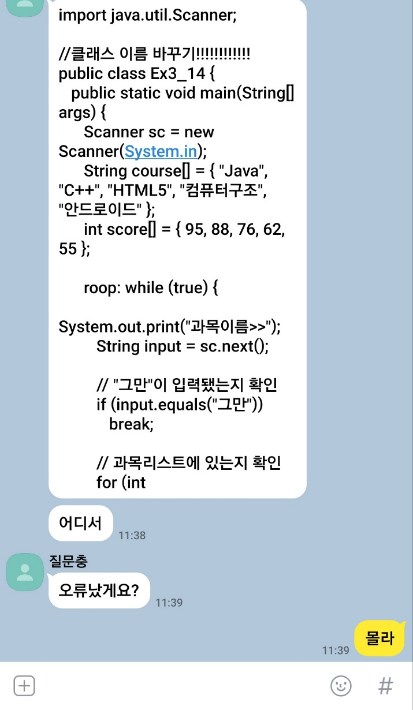 import java.util.Scanner;
//클래스 이름 바꾸기!!!!!!!!!!!!
public class Ex3_14 {
public static void main(String[]
args) {
Scanner sc = new
Scanner(System.in);
String course[] = { "Java",
"C++", "HTML5", "컴퓨터구조",
"안드로이드" };
int score[] = { 95, 88, 76, 62,
55 };
roop: while (true) {
System.out.print("과목이름>>");
String input = sc.next();
// "그만"이 입력됐는지 확인
if (input.equals("그만"))
break;
// 과목리스트에 있는지 확인
for (int
어디서
11:38
질문충
오류났게요?
11:39
몰라
11:39
#